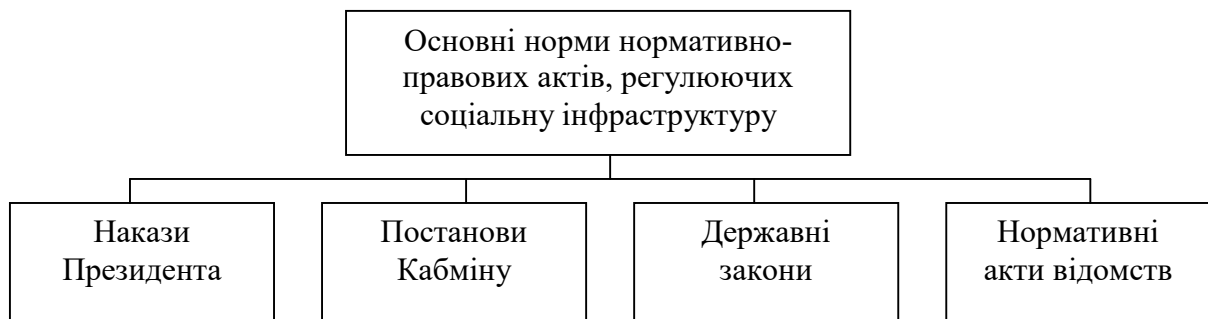 Основні норми нормативно-
правових актів, регулюючих
соціальну інфраструктуру
Накази
Президента
Постанови
Кабміну
Державні
закони
Нормативні
акти відомств